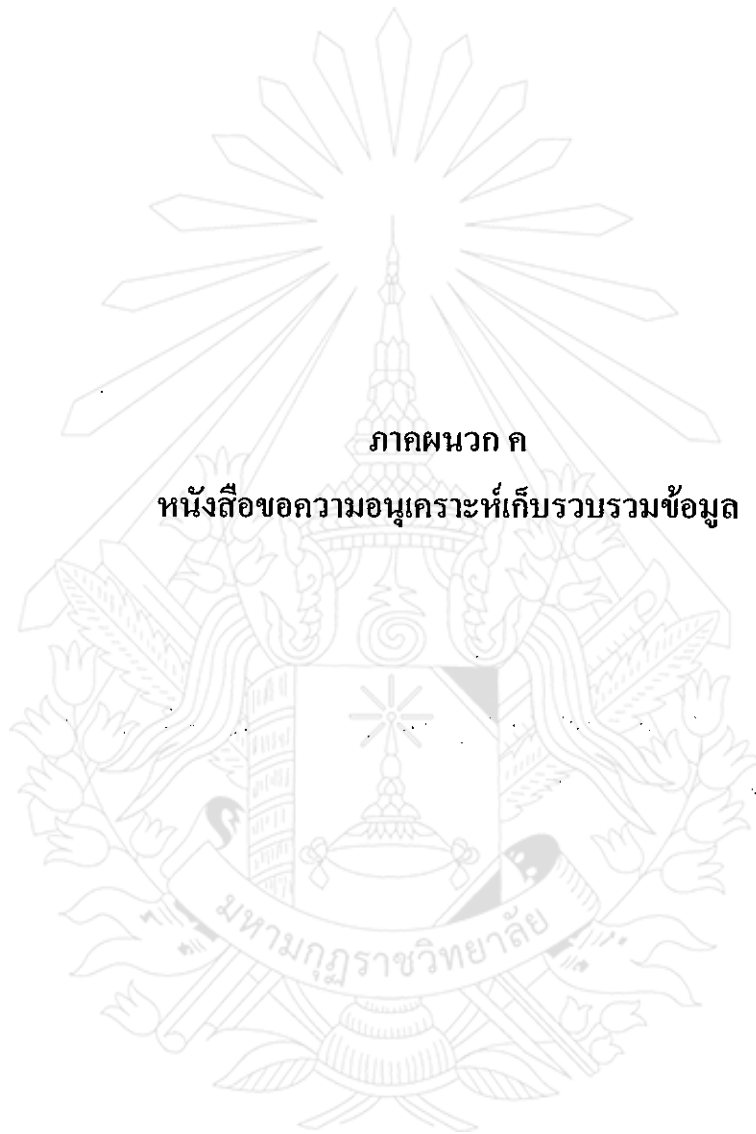 ภาคผนวก ค
หนังสือขอความอนุเคราะห์เก็บรวบรวมข้อมูล
มหามกุฏราชวิทยาลัย